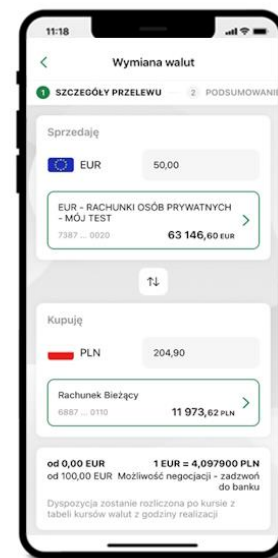 11:18
Wymiana walut
1 SZCZEGÓŁY PRZELEWU 2 PODSUMOWANIE
Sprzedaję
EUR 50,00
EUR - RACHUNKI OSÓB PRYWATNYCH
- MÓJ TEST
7387 ... 0020 63 146,60 EUR
Kupuję
PLN 204,90
Rachunek Bieżący
6887 ... 0110 11 973,62 PLN
od 0,00 EUR 1 EUR = 4,097900 PLN
od 100,00 EUR Możliwość negocjacji - zadzwoń
do banku
Dyspozycja zostanie rozliczona po kursie z
tabeli kursów walut z godziny realizacji